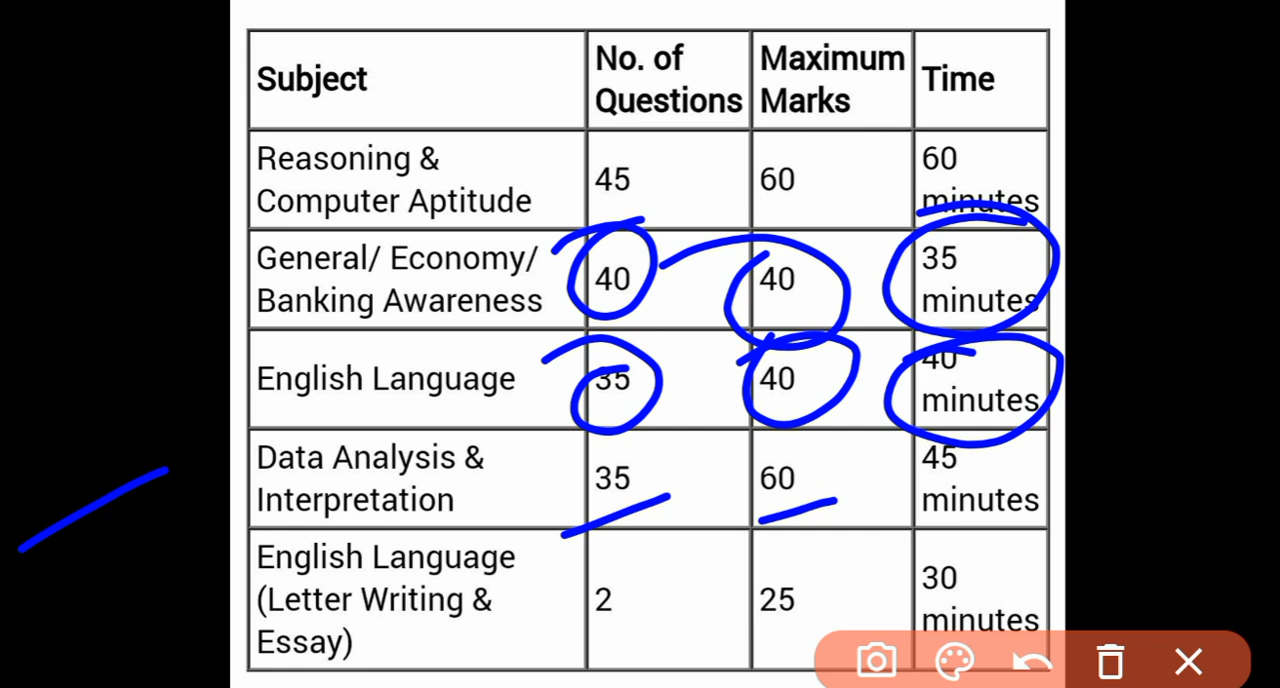 Subject
No. of
Questions
Maximum
Marks
Time
Reasoning &
Computer Aptitude
45
60
60
minutes
General/ Economy/
Banking Awareness
40
40
35
minutes
English Language
35
40
40
minutes
Data Analysis &
Interpretation
35
60
45
minutes
English Language
(Letter Writing &
Essay)
2
25
30
minutes